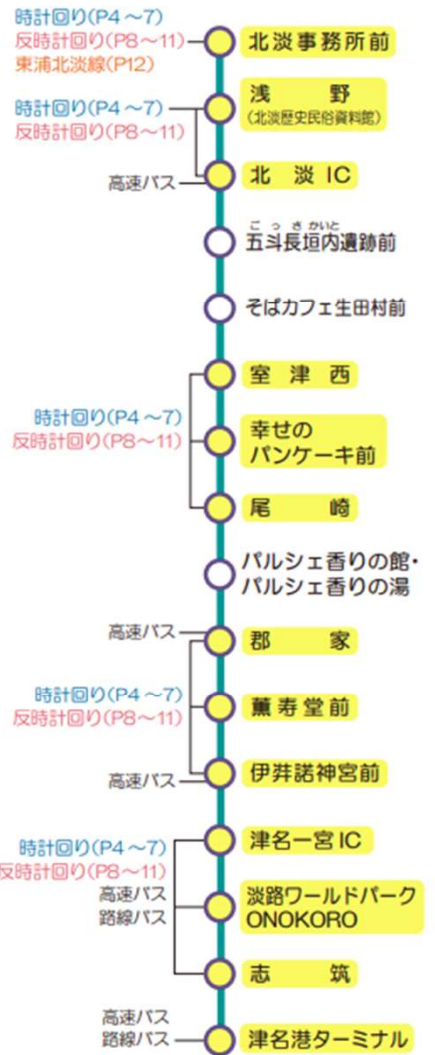 時計回り(P4～7)
反時計回り(P8～11)
東浦北淡線(P12)
北淡事務所前
時計回り(P4～7)
反時計回り(P8～11)
浅野
(北淡歴史民俗資料館)
高速バス
北淡IC
ごっさかいと
五斗長垣内遺跡前
そばカフェ生田村前
室津西
時計回り(P4～7)
反時計回り(P8～11)
幸せの
パンケーキ前
尾崎
パルシェ香りの館・
パルシェ香りの湯
高速バス
郡家
時計回り(P4～7)
反時計回り(P8～11)
薫寿堂前
高速バス
伊弉諾神宮前
津名一宮IC
時計回り(P4～7)
反時計回り(P8～11)
高速バス
路線バス
淡路ワールドパーク
ONOKORO
志筑
高速バス
路線バス
津名港ターミナル